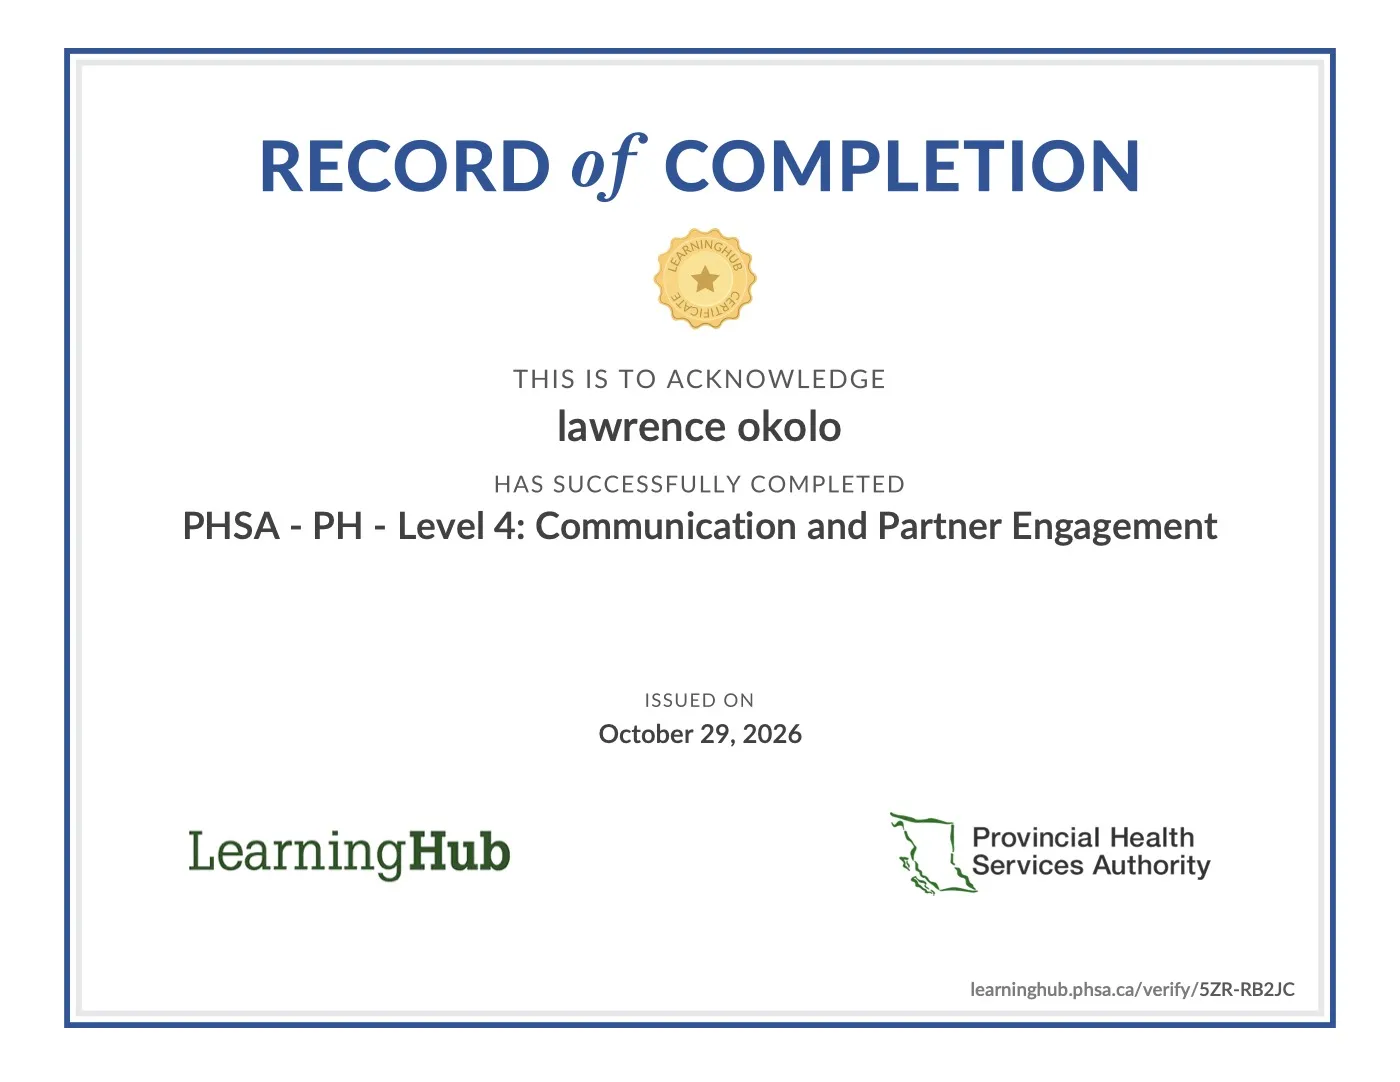 RECORD of COMPLETION
LEARNINGHUB
CERTIFICATE
THIS IS TO ACKNOWLEDGE
lawrence okolo
HAS SUCCESSFULLY COMPLETED
PHSA - PH - Level 4: Communication and Partner Engagement
ISSUED ON
October 29, 2026
LearningHub
Provincial Health
Services Authority
learninghub.phsa.ca/verify/5ZR-RB2JC